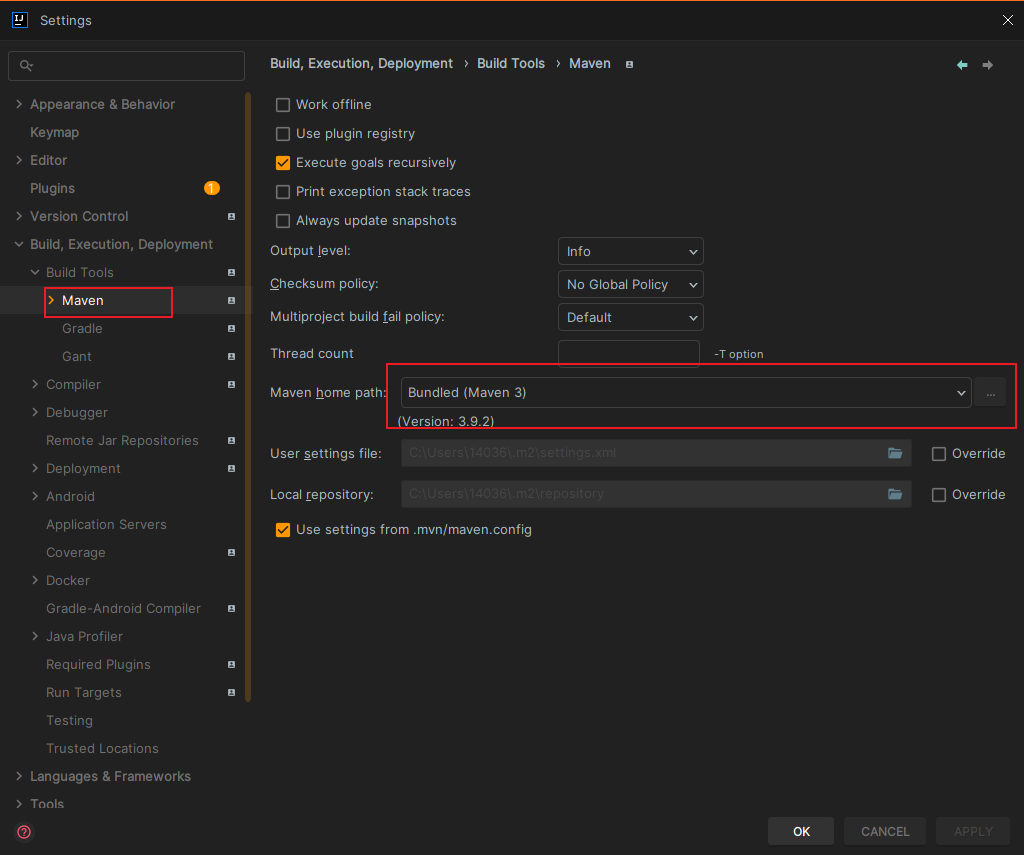 Settings
Build, Execution, Deployment › Build Tools › Maven
Appearance & Behavior
Keymap
Editor
Plugins 1
Version Control
Build, Execution, Deployment
Build Tools
Maven
Gradle
Gant
Compiler
Debugger
Remote Jar Repositories
Deployment
Android
Application Servers
Coverage
Docker
Gradle-Android Compiler
Java Profiler
Required Plugins
Run Targets
Testing
Trusted Locations
Languages & Frameworks
Tools
Work offline
Use plugin registry
Execute goals recursively
Print exception stack traces
Always update snapshots
Output level: Info
Checksum policy: No Global Policy
Multiproject build fail policy: Default
Thread count -T option
Maven home path: Bundled (Maven 3) ...
(Version: 3.9.2)
User settings file: C:\Users\14036\.m2\settings.xml Override
Local repository: C:\Users\14036\.m2\repository Override
Use settings from .mvn/maven.config
? OK CANCEL APPLY